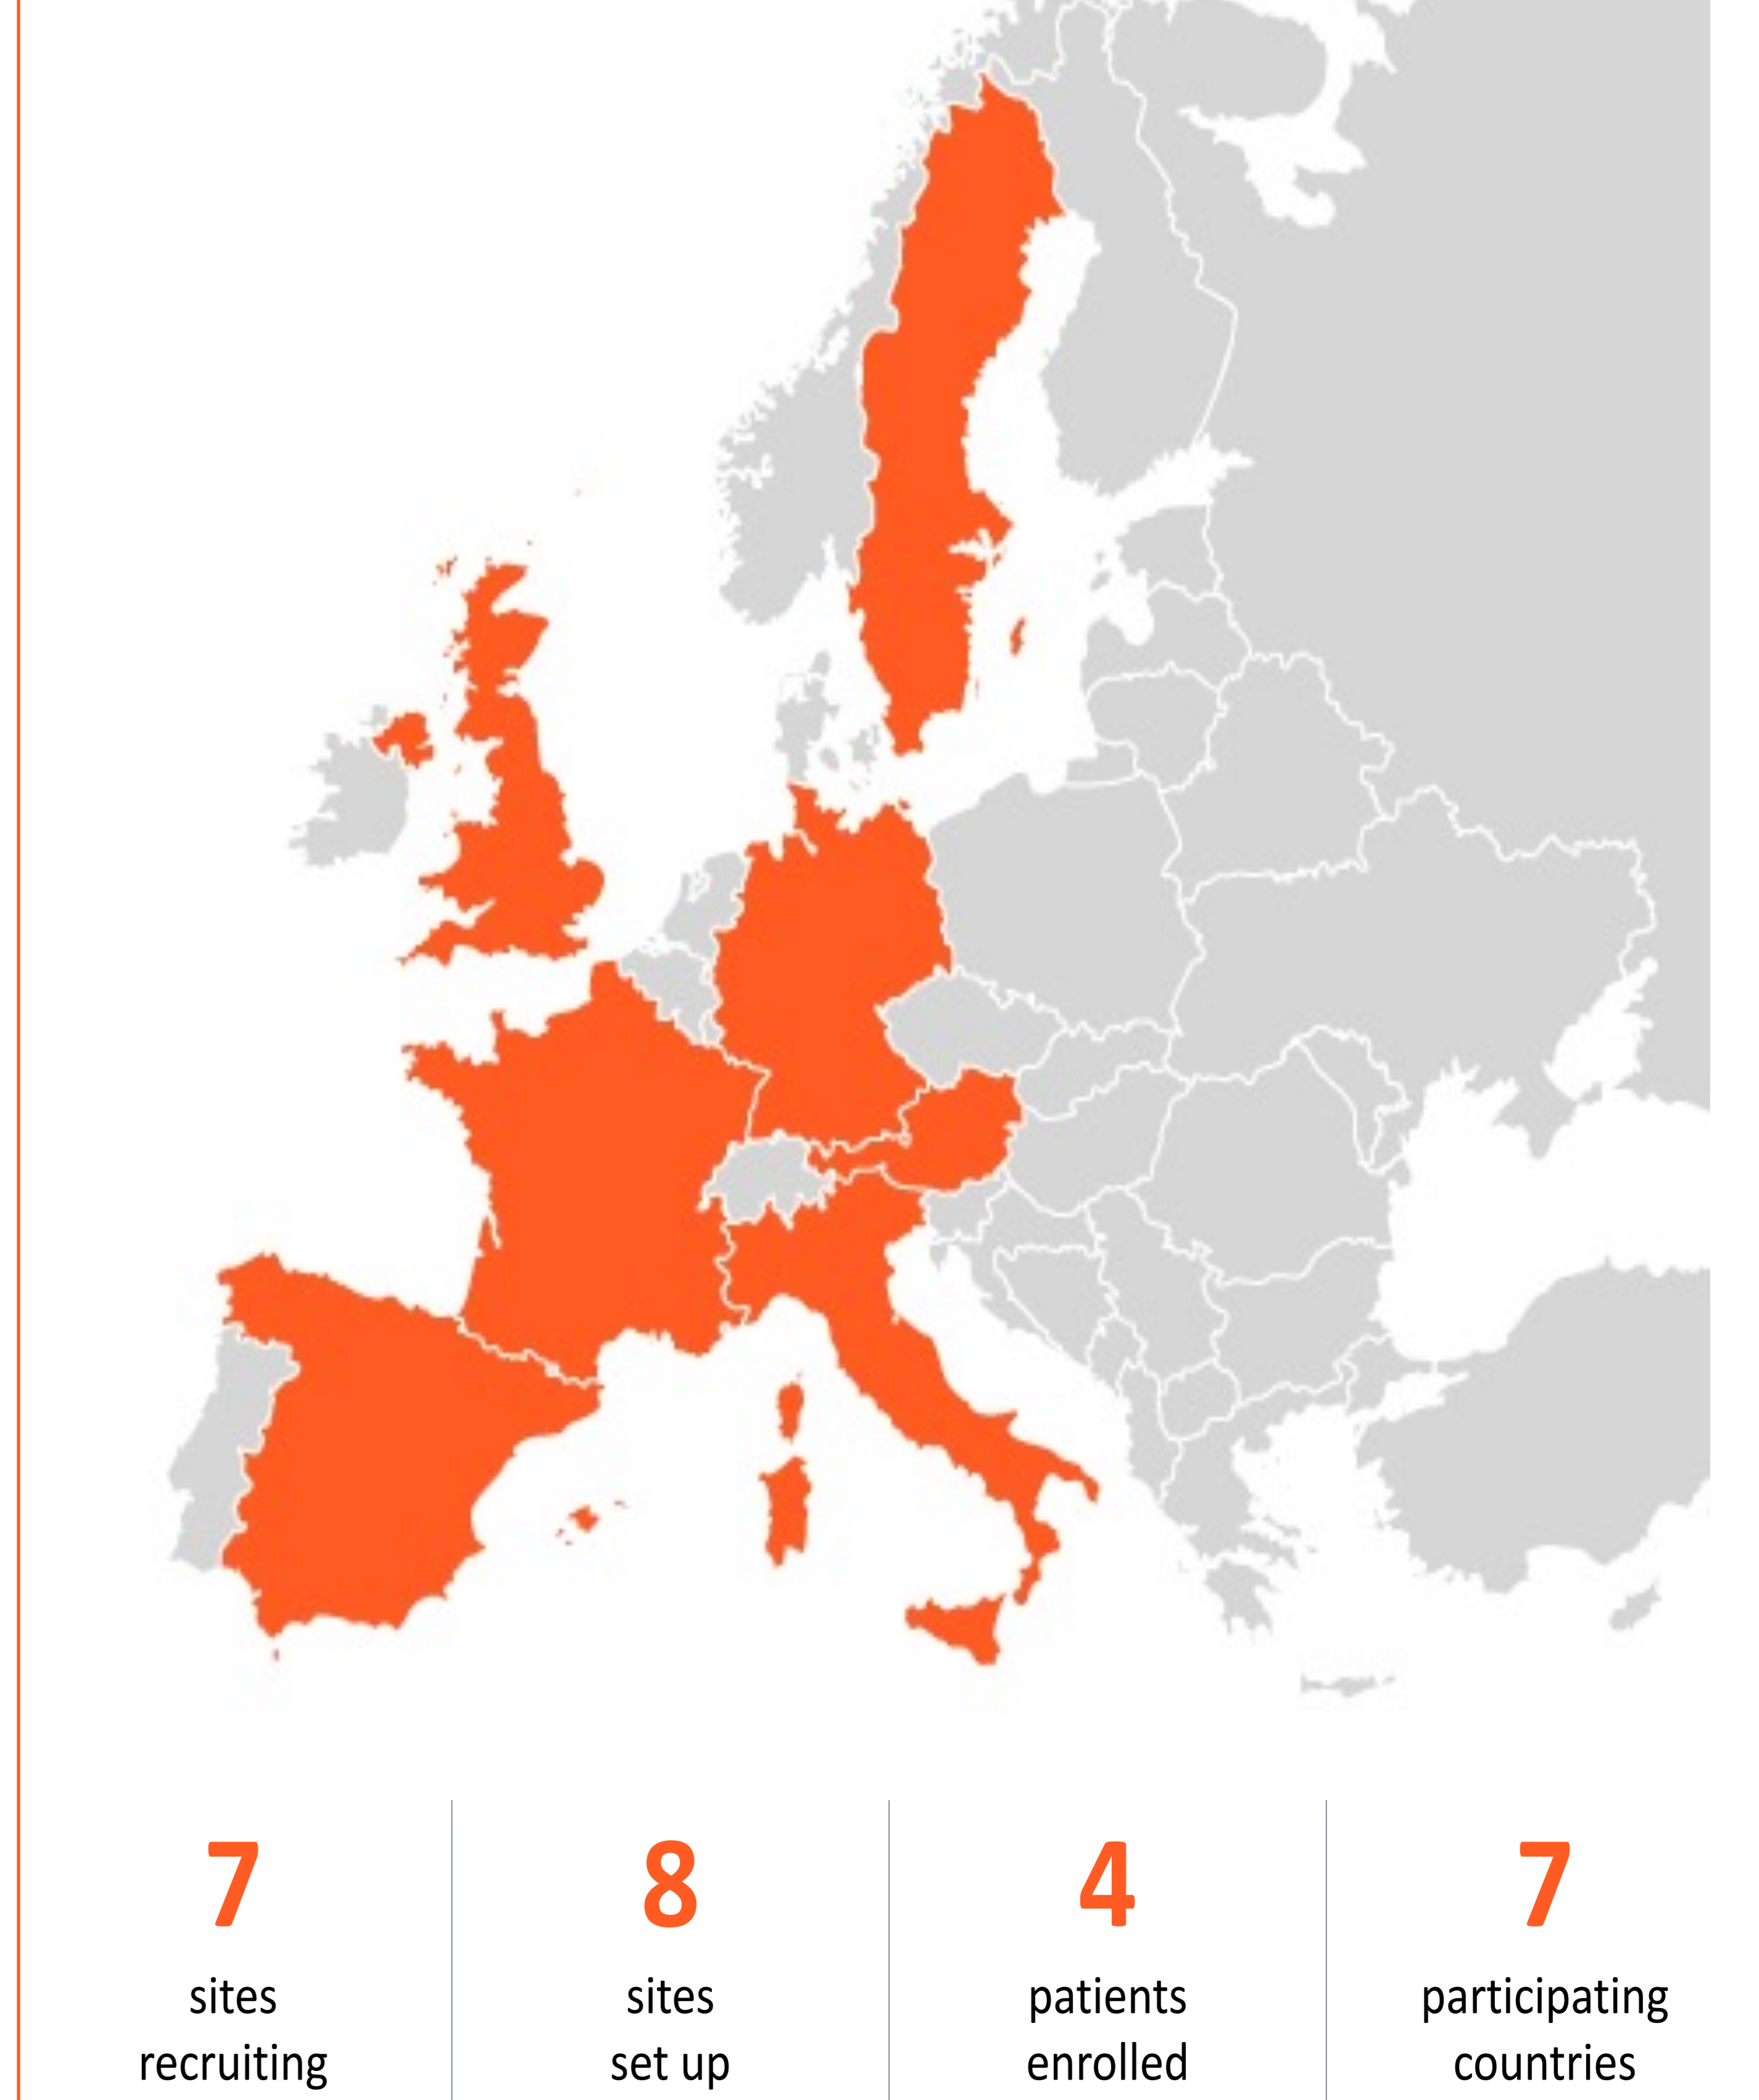 7
sites
recruiting
8
sites
set up
4
patients
enrolled
7
participating
countries